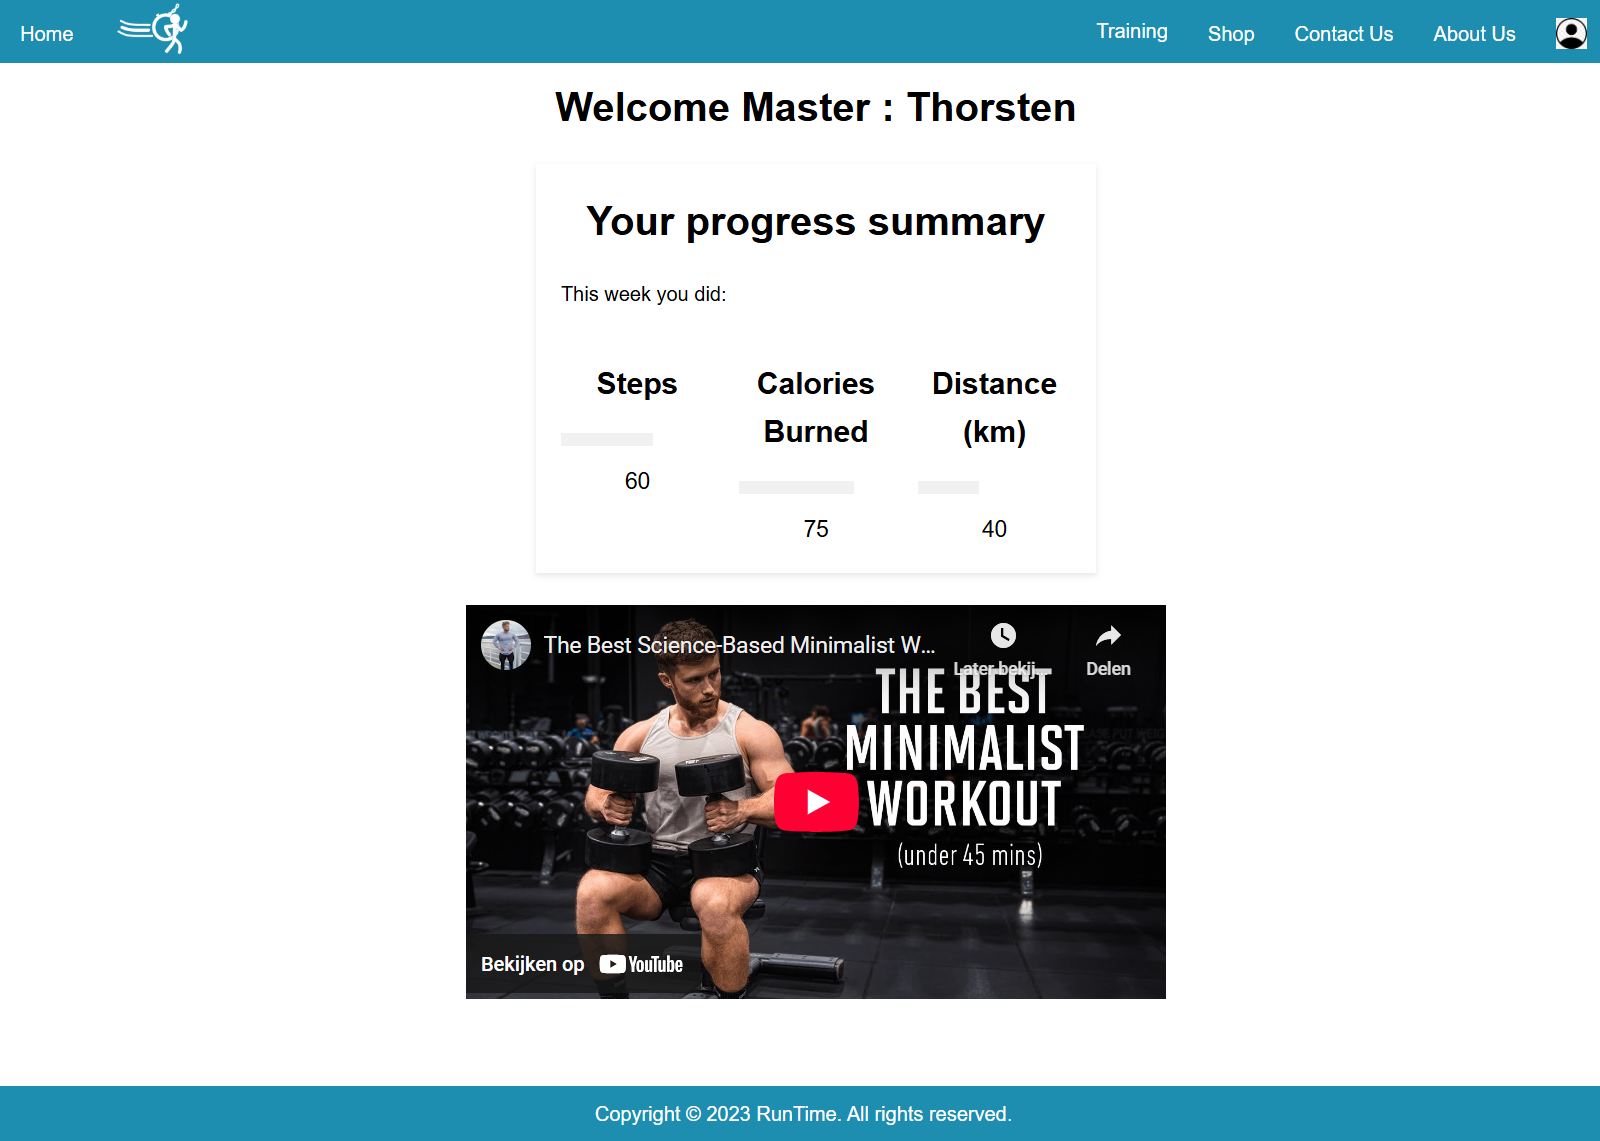 Home
Training
Shop
Contact Us
About Us
Welcome Master : Thorsten
Your progress summary
This week you did:
Steps
60
Calories
Burned
75
Distance
(km)
40
The Best Science-Based Minimalist W...
Later bekij...
Delen
THE BEST
MINIMALIST
WORKOUT
(under 45 mins)
Bekijken op YouTube
Copyright © 2023 RunTime. All rights reserved.